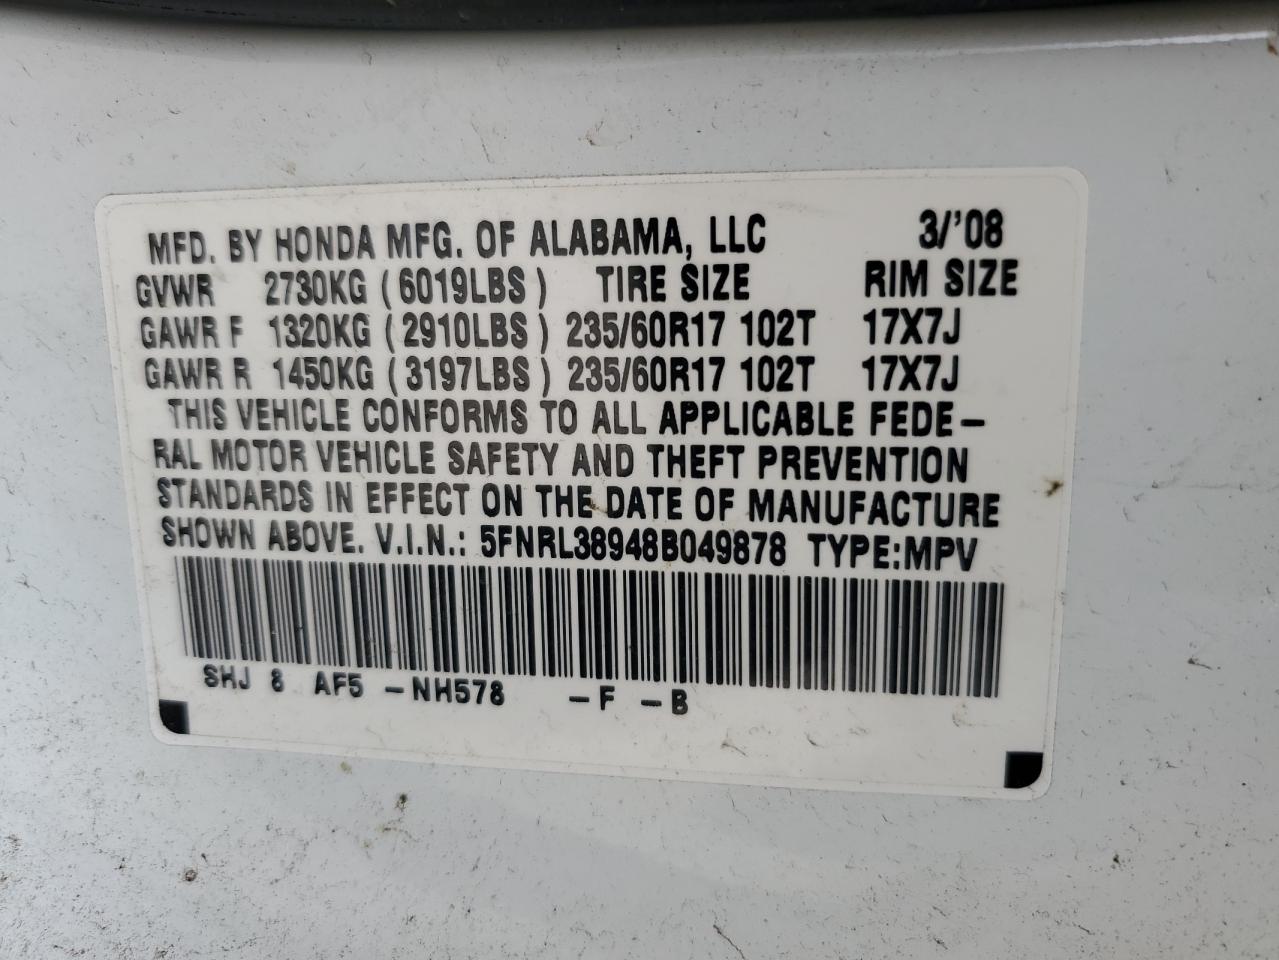 MFD. BY HONDA MFG. OF ALABAMA, LLC 3/'08
GVWR 2730KG (6019LBS) TIRE SIZE RIM SIZE
GAWR F 1320KG (2910LBS) 235/60R17 102T 17X7J
GAWR R 1450KG (3197LBS) 235/60R17 102T 17X7J
THIS VEHICLE CONFORMS TO ALL APPLICABLE FEDE-
RAL MOTOR VEHICLE SAFETY AND THEFT PREVENTION
STANDARDS IN EFFECT ON THE DATE OF MANUFACTURE
SHOWN ABOVE. V.I.N.: 5FNRL38948B049878 TYPE:MPV
SHJ 8 AF5 -NH578 -F -B